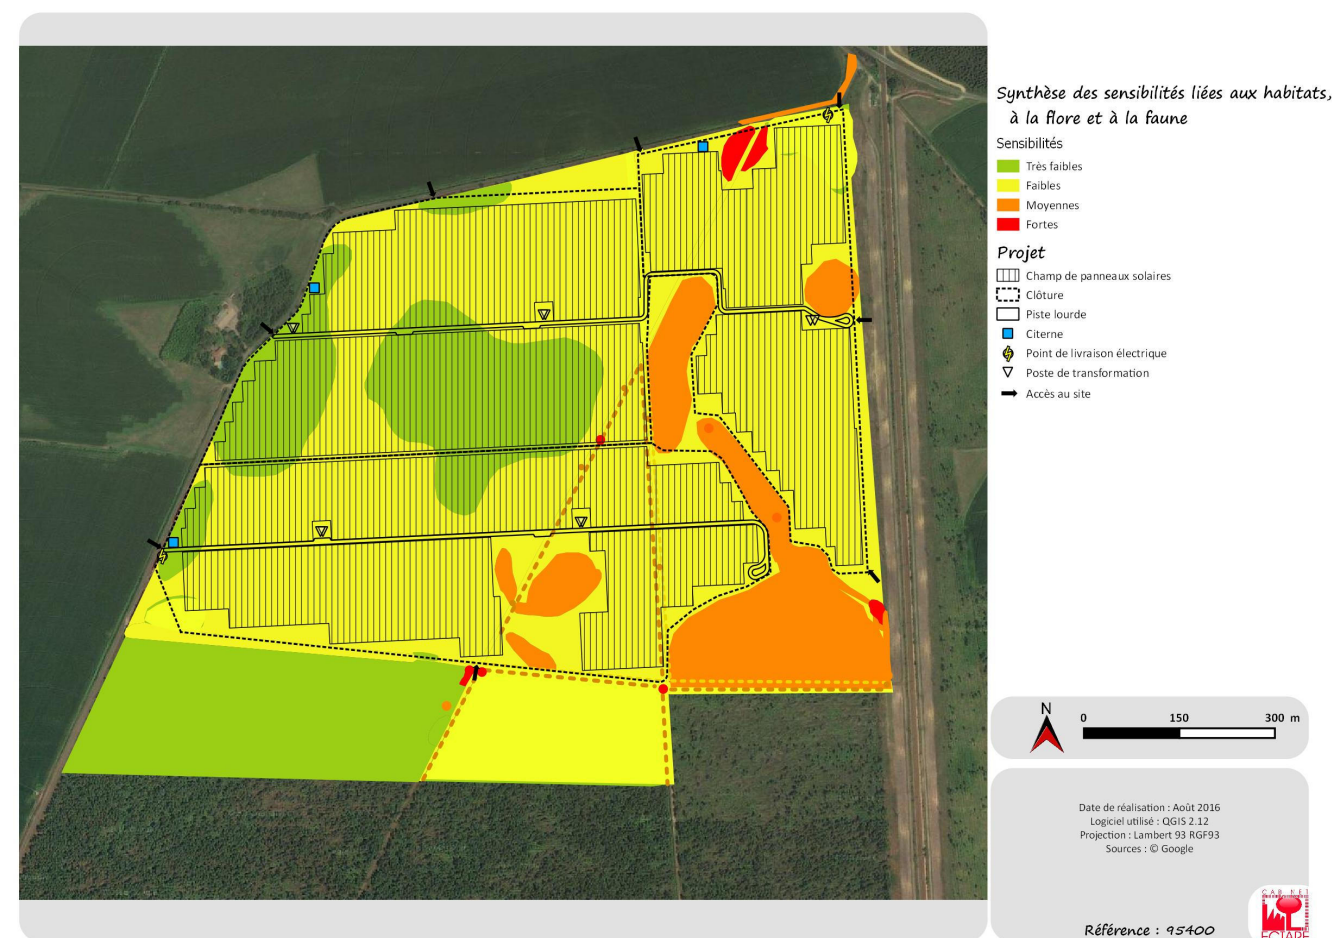 Synthèse des sensibilités liées aux habitats,
à la flore et à la faune
Sensibilités
Très faibles
Faibles
Moyennes
Fortes
Projet
Champ de panneaux solaires
Clôture
Piste lourde
Citerne
Point de livraison électrique
Poste de transformation
Accès au site
N
0 150 300 m
Date de réalisation : Août 2016
Logiciel utilisé : QGIS 2.12
Projection : Lambert 93 RGF93
Sources : © Google
Référence : 95400
CABINET
ECTARE